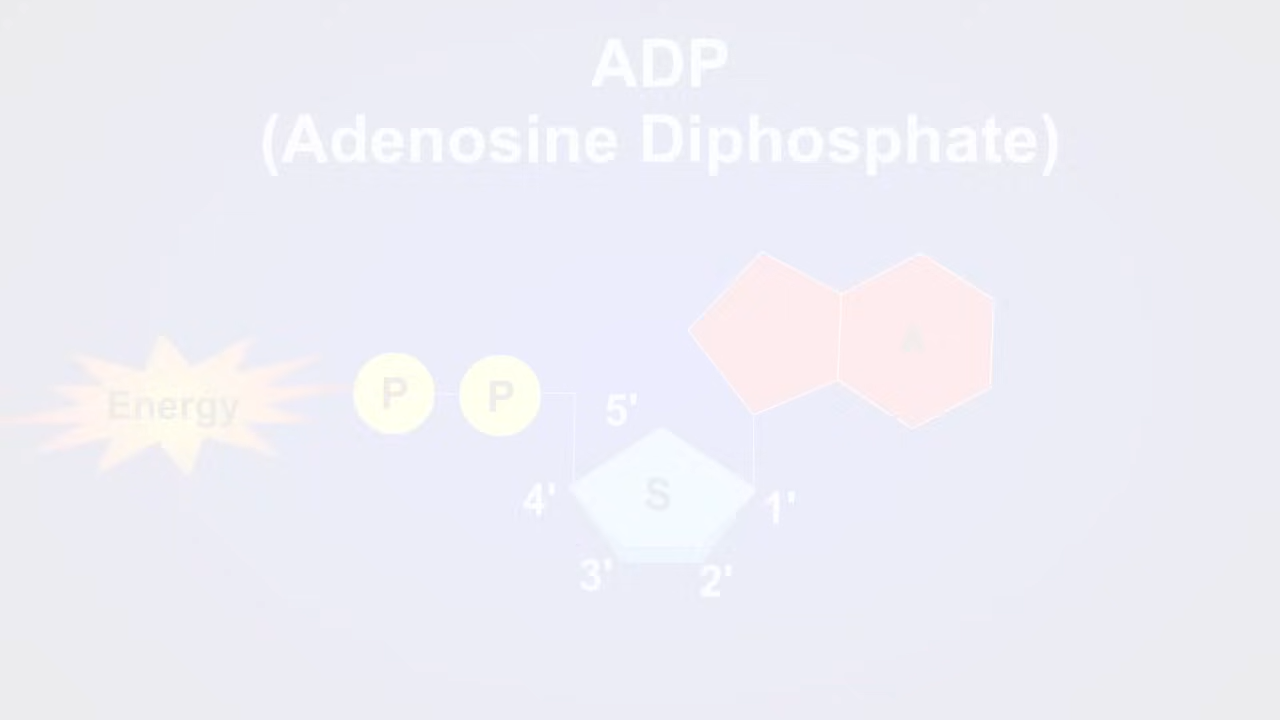 ADP
(Adenosine Diphosphate)
A
Energy
P
P
5'
4'
S
1'
3'
2'